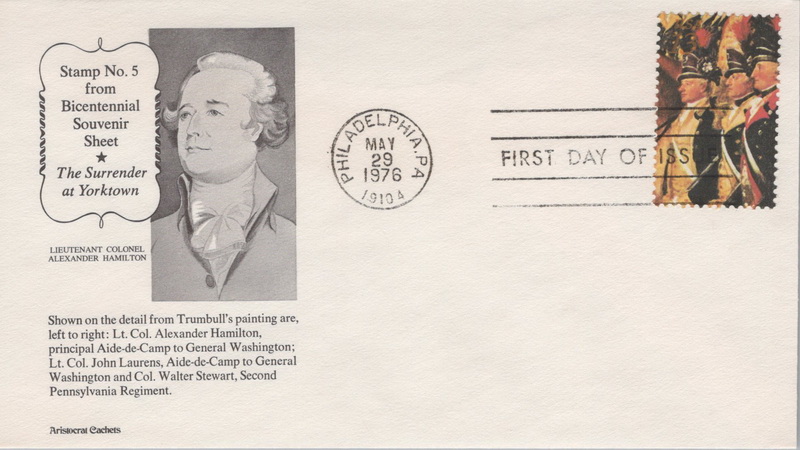 Stamp No. 5
from
Bicentennial
Souvenir
Sheet
★
The Surrender
at Yorktown
LIEUTENANT COLONEL
ALEXANDER HAMILTON
Shown on the detail from Trumbull's painting are,
left to right: Lt. Col. Alexander Hamilton,
principal Aide-de-Camp to General Washington;
Lt. Col. John Laurens, Aide-de-Camp to General
Washington and Col. Walter Stewart, Second
Pennsylvania Regiment.
Aristocrat Cachets
PHILADELPHIA, PA
MAY
29
1976
19104
FIRST DAY OF ISSUE